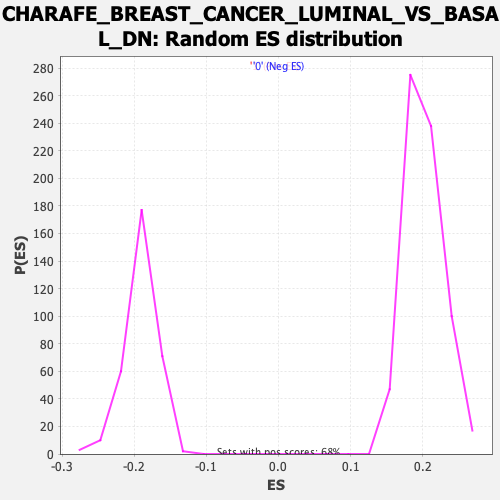 CHARAFE_BREAST_CANCER_LUMINAL_VS_BASA
L_DN: Random ES distribution
280
260
240
220
200
180
160
140
120
100
80
60
40
20
0
P(ES)
'0' (Neg ES)
Sets with pos scores: 68%
-0.3 -0.2 -0.1 0.0 0.1 0.2
ES